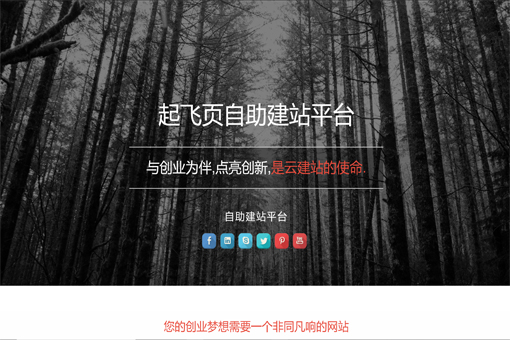 起飞页自助建站平台
与创业为伴,点亮创新,是云建站的使命.
自助建站平台
您的创业梦想需要一个非同凡响的网站